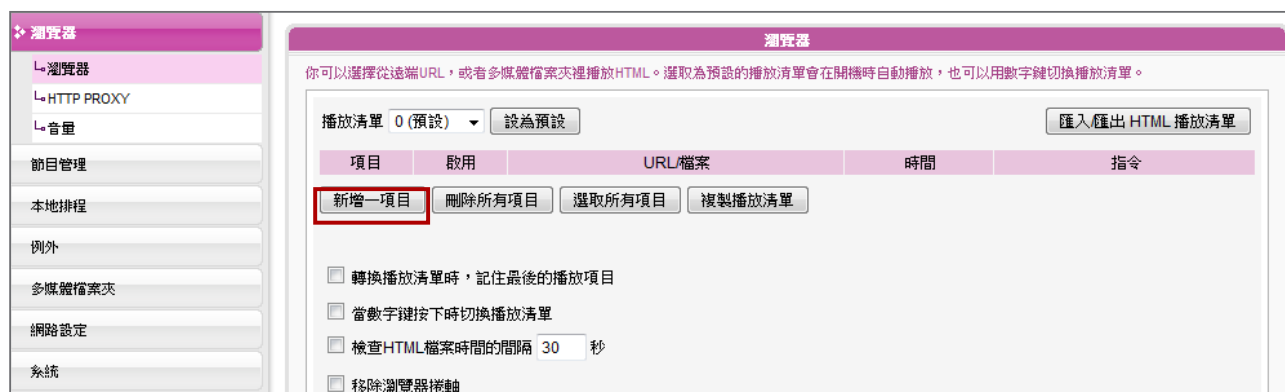 瀏覽器
瀏覽器
HTTP PROXY
音量
節目管理
本地排程
例外
多媒體檔案夾
網路設定
系統
瀏覽器
你可以選擇從遠端URL，或者多媒體檔案夾裡播放HTML。選取為預設的播放清單會在開機時自動播放，也可以用數字鍵切換播放清單。
播放清單 0 (預設) 設為預設 匯入/匯出 HTML 播放清單
項目 啟用 URL/檔案 時間 指令
新增一項目 刪除所有項目 選取所有項目 複製播放清單
轉換播放清單時，記住最後的播放項目
當數字鍵按下時切換播放清單
檢查HTML檔案時間的間隔 30 秒
移除瀏覽器捲軸